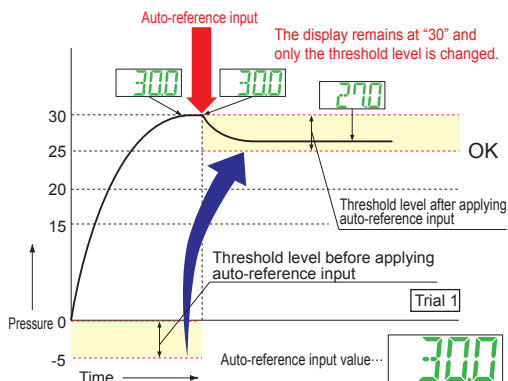 Auto-reference input
The display remains at “30” and
only the threshold level is changed.
30.0
30.0
27.0
30
25
OK
20
15
Threshold level after applying
auto-reference input
Threshold level before applying
auto-reference input
Trial 1
Pressure
0
-5
Auto-reference input value···
30.0
Time